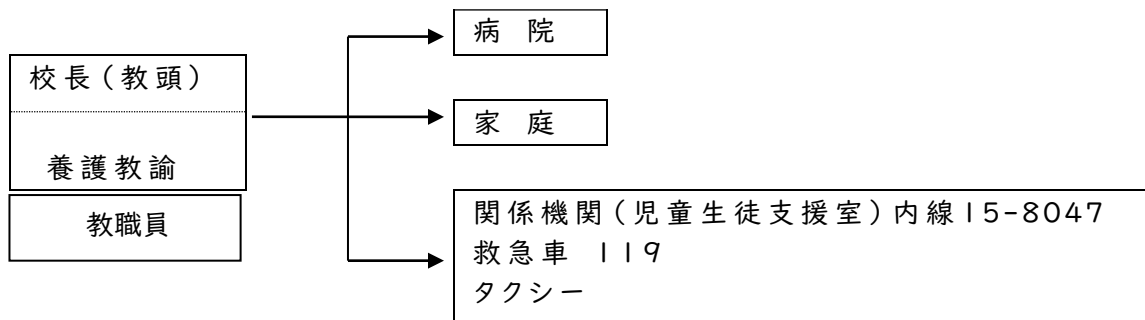 校長（教頭）
養護教諭
教職員
病 院
家 庭
関係機関（児童生徒支援室）内線15-8047
救急車 119
タクシー